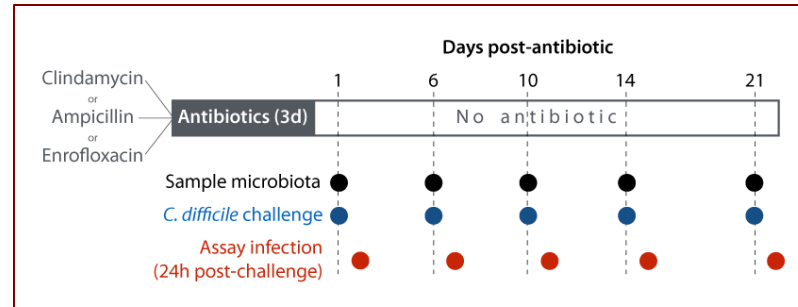 Days post-antibiotic
1 6 10 14 21
Clindamycin
or
Ampicillin
or
Enrofloxacin
Antibiotics (3d)
No antibiotic
Sample microbiota
C. difficile challenge
Assay infection
(24h post-challenge)